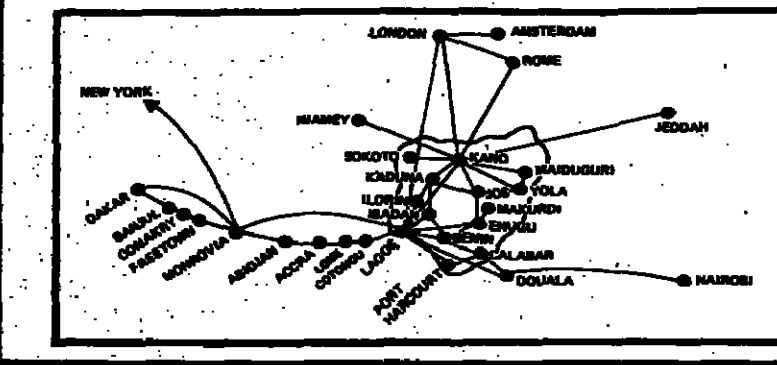 LONDON
AMSTERDAM
ROME
NEW YORK
NIAMEY
JEDDAH
SOKOTO
KANO
KADUNA
MAIDUGURI
JOS
YOLA
ILORIN
IBADAN
MAKURDI
ENUGU
BENIN
CALABAR
DAKAR
BANJUL
CONAKRY
FREETOWN
MONROVIA
ABIDJAN
ACCRA
LOME
COTONOU
LAGOS
PORT
HARCOURT
DOUALA
NAIROBI